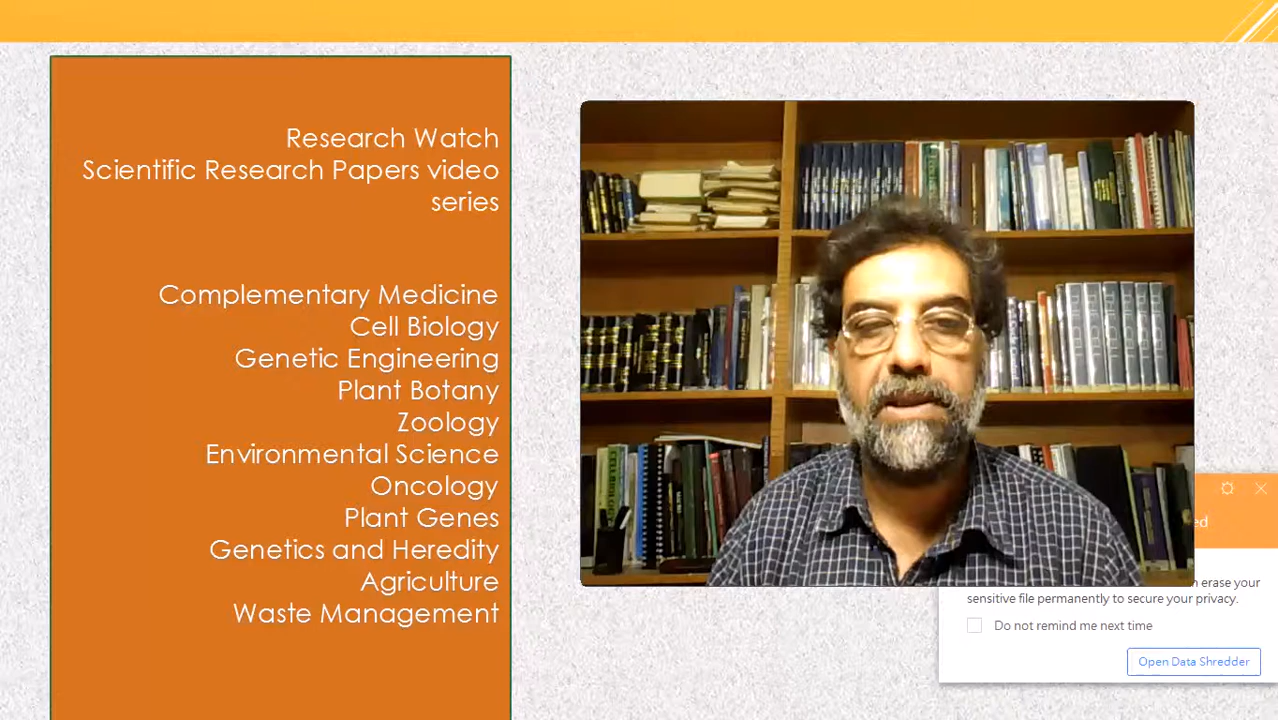 Research Watch
Scientific Research Papers video
series
Complementary Medicine
Cell Biology
Genetic Engineering
Plant Botany
Zoology
Environmental Science
Oncology
Plant Genes
Genetics and Heredity
Agriculture
Waste Management
erase your
sensitive file permanently to secure your privacy.
Do not remind me next time
Open Data Shredder